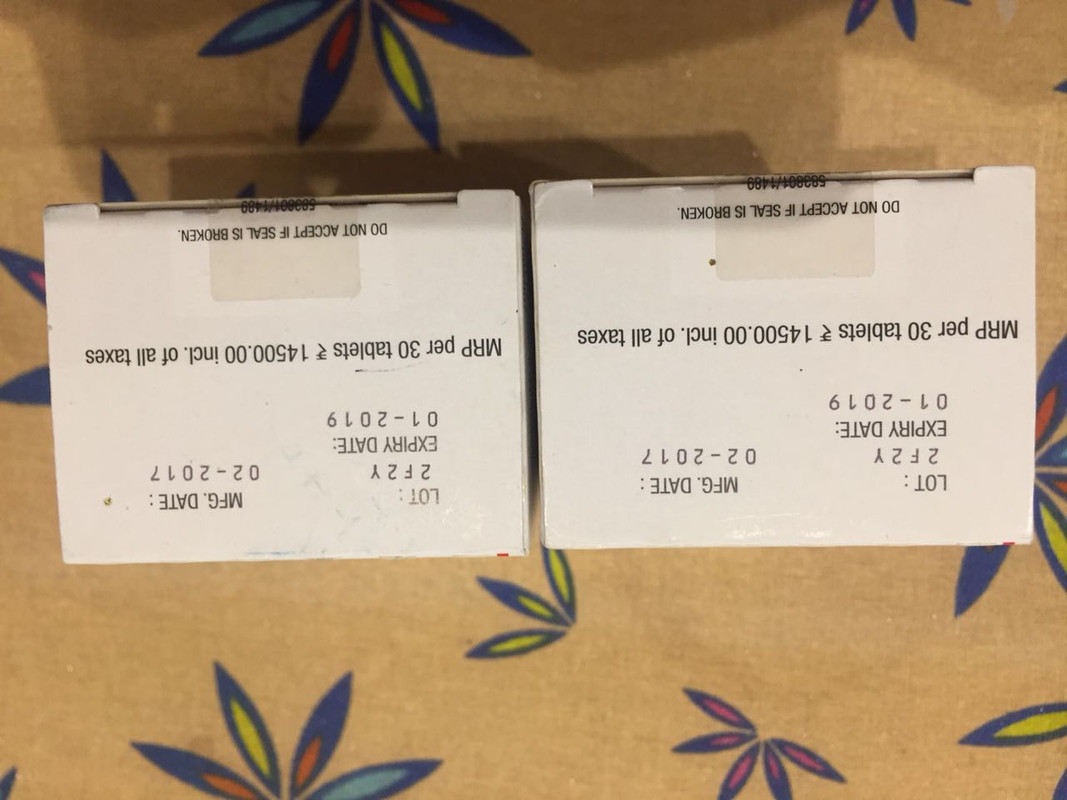 LOT : MFG. DATE :
2F2Y 02-2017
EXPIRY DATE:
01-2019
MRP per 30 tablets ₹ 14500.00 incl. of all taxes
DO NOT ACCEPT IF SEAL IS BROKEN.
LOT : MFG. DATE :
2F2Y 02-2017
EXPIRY DATE:
01-2019
MRP per 30 tablets ₹ 14500.00 incl. of all taxes
DO NOT ACCEPT IF SEAL IS BROKEN.